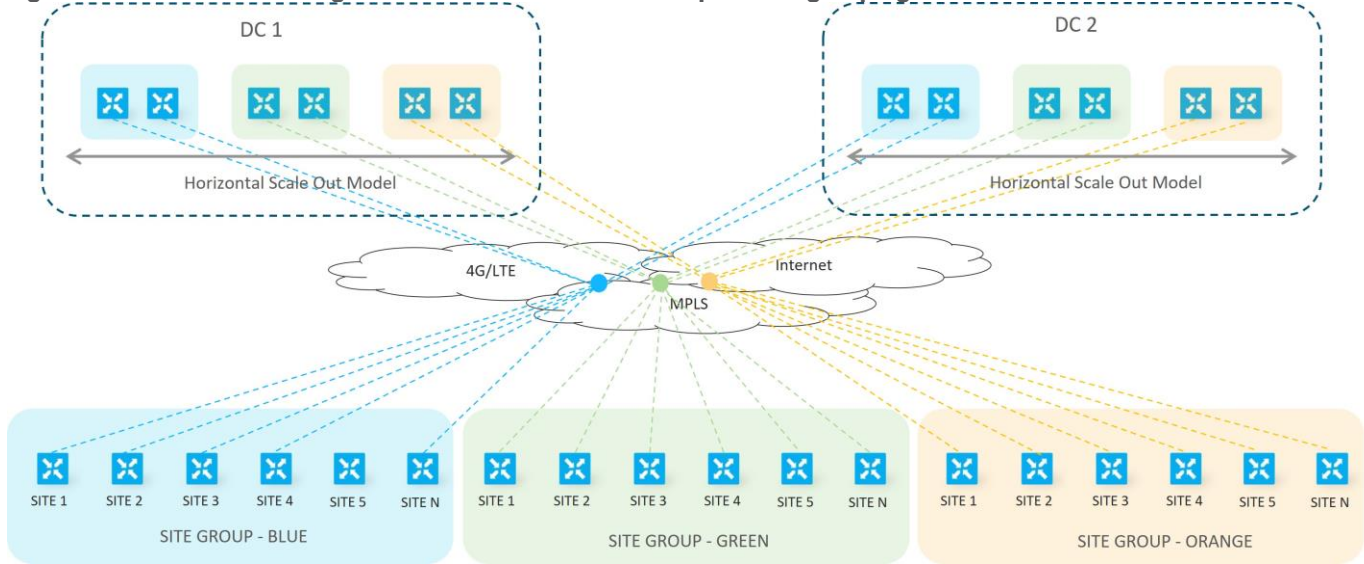 DC 1
DC 2
Horizontal Scale Out Model
Horizontal Scale Out Model
4G/LTE
Internet
MPLS
SITE 1 SITE 2 SITE 3 SITE 4 SITE 5 SITE N
SITE 1 SITE 2 SITE 3 SITE 4 SITE 5 SITE N
SITE 1 SITE 2 SITE 3 SITE 4 SITE 5 SITE N
SITE GROUP - BLUE
SITE GROUP - GREEN
SITE GROUP - ORANGE